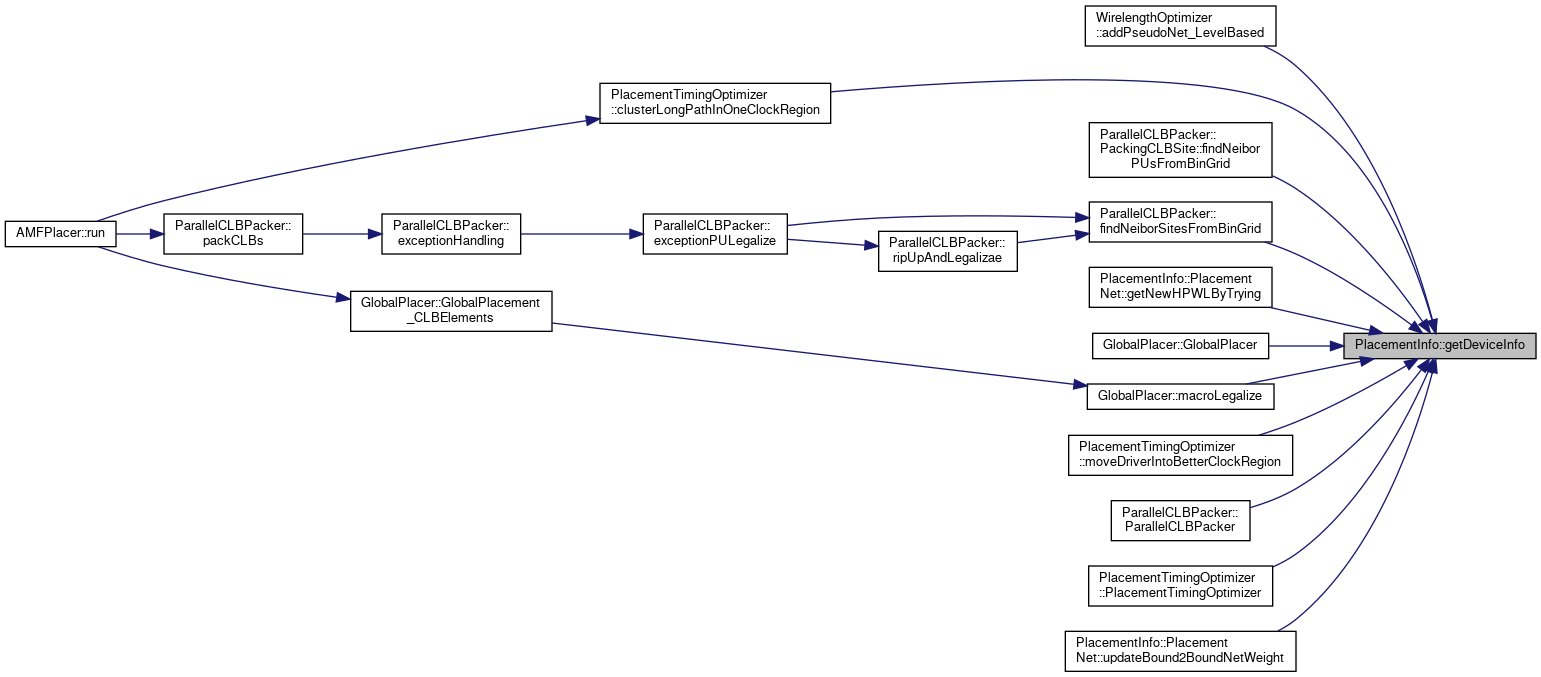 WirelengthOptimizer
::addPseudoNet_LevelBased
PlacementTimingOptimizer
::clusterLongPathInOneClockRegion
ParallelCLBPacker::
PackingCLBSite::findNeibor
PUsFromBinGrid
AMFPlacer::run
ParallelCLBPacker::
packCLBs
ParallelCLBPacker::
exceptionHandling
ParallelCLBPacker::
exceptionPULegalize
ParallelCLBPacker::
ripUpAndLegalizae
ParallelCLBPacker::
findNeiborSitesFromBinGrid
PlacementInfo::Placement
Net::getNewHPWLByTrying
GlobalPlacer::GlobalPlacement
_CLBElements
GlobalPlacer::GlobalPlacer
PlacementInfo::getDeviceInfo
GlobalPlacer::macroLegalize
PlacementTimingOptimizer
::moveDriverIntoBetterClockRegion
ParallelCLBPacker::
ParallelCLBPacker
PlacementTimingOptimizer
::PlacementTimingOptimizer
PlacementInfo::Placement
Net::updateBound2BoundNetWeight